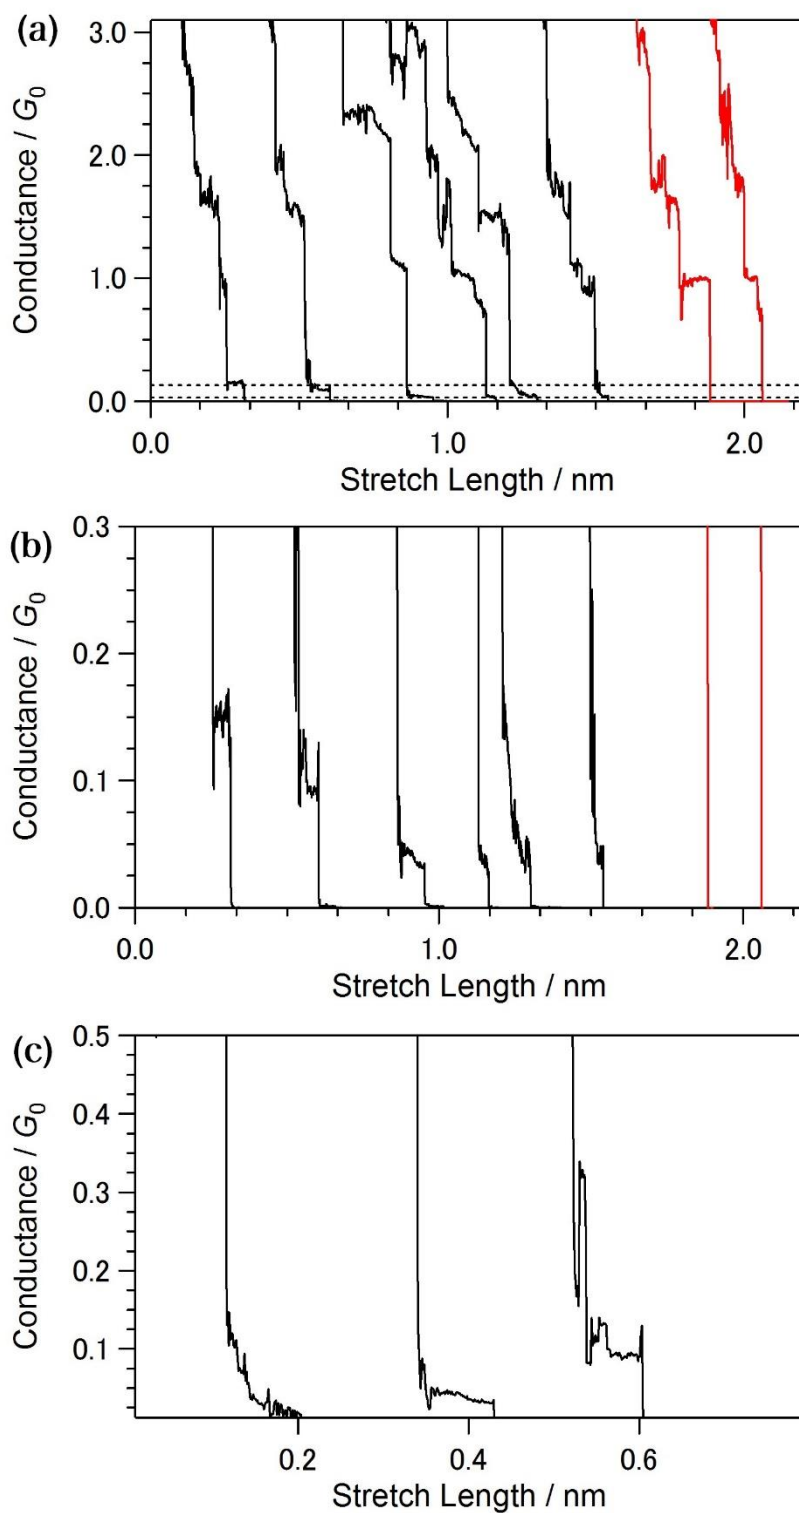 (a)
Conductance / G₀
3.0
2.0
1.0
0.0
0.0 1.0 2.0
Stretch Length / nm
(b)
Conductance / G₀
0.3
0.2
0.1
0.0
0.0 1.0 2.0
Stretch Length / nm
(c)
Conductance / G₀
0.5
0.4
0.3
0.2
0.1
0.2 0.4 0.6
Stretch Length / nm